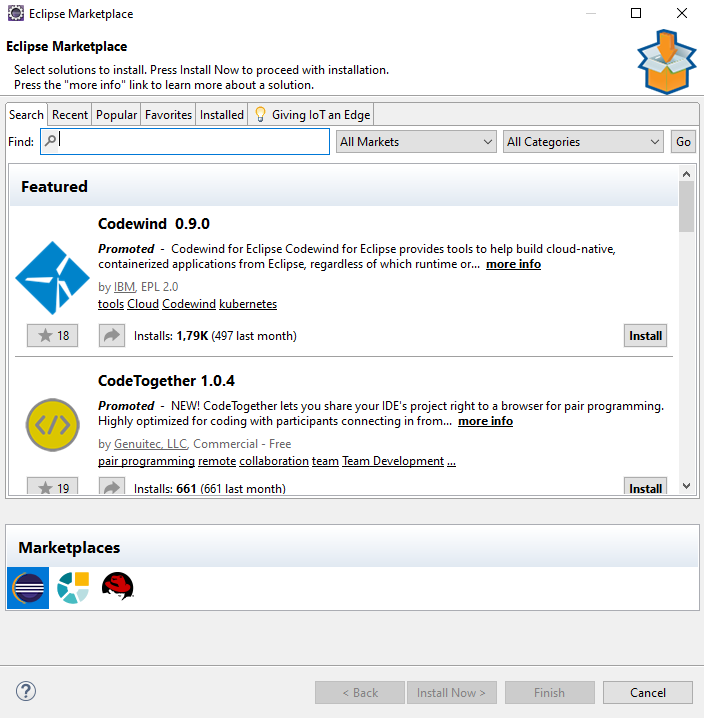 Eclipse Marketplace
Eclipse Marketplace
Select solutions to install. Press Install Now to proceed with installation.
Press the "more info" link to learn more about a solution.
Search Recent Popular Favorites Installed Giving IoT an Edge
Find: All Markets All Categories Go
Featured
Codewind 0.9.0
Promoted - Codewind for Eclipse Codewind for Eclipse provides tools to help build cloud-native,
containerized applications from Eclipse, regardless of which runtime or... more info
by IBM, EPL 2.0
tools Cloud Codewind kubernetes
18 Installs: 1,79K (497 last month) Install
CodeTogether 1.0.4
Promoted - NEW! CodeTogether lets you share your IDE's project right to a browser for pair programming.
Highly optimized for coding with participants connecting in from... more info
by Genuitec, LLC, Commercial - Free
pair programming remote collaboration team Team Development ...
19 Installs: 661 (661 last month) Install
Marketplaces
? < Back Install Now > Finish Cancel